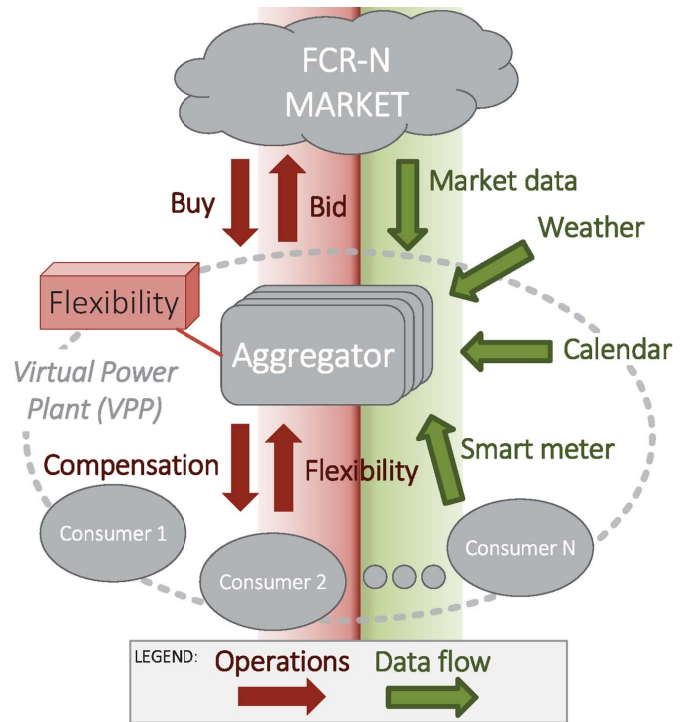 FCR-N
MARKET
Buy
Bid
Market data
Weather
Flexibility
Aggregator
Calendar
Virtual Power
Plant (VPP)
Compensation
Flexibility
Smart meter
Consumer 1
Consumer 2
Consumer N
LEGEND:
Operations
Data flow